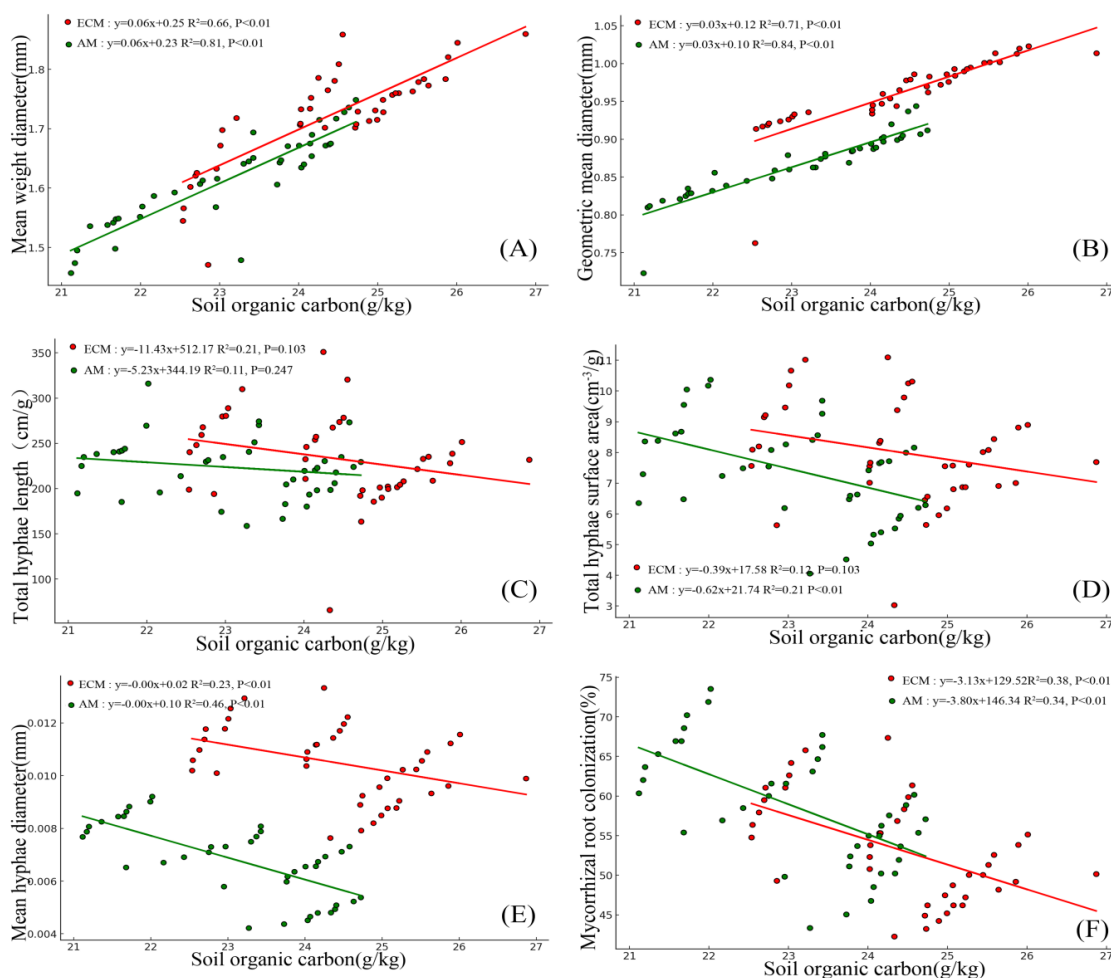 ECM : y=0.06x+0.25 R²=0.66, P<0.01
AM : y=0.06x+0.23 R²=0.81, P<0.01
Mean weight diameter(mm)
1.8
1.7
1.6
1.5
(A)
21 22 23 24 25 26 27
Soil organic carbon(g/kg)
ECM : y=0.03x+0.12 R²=0.71, P<0.01
AM : y=0.03x+0.10 R²=0.84, P<0.01
Geometric mean diameter(mm)
1.05
1.00
0.95
0.90
0.85
0.80
0.75
(B)
21 22 23 24 25 26 27
Soil organic carbon(g/kg)
ECM : y=-11.43x+512.17 R²=0.21, P=0.103
AM : y=-5.23x+344.19 R²=0.11, P=0.247
Total hyphae length（cm/g）
350
300
250
200
150
100
(C)
21 22 23 24 25 26 27
Soil organic carbon(g/kg)
Total hyphae surface area(cm⁻³/g)
11
10
9
8
7
6
5
4
3
ECM : y=-0.39x+17.58 R²=0.12, P=0.103
AM : y=-0.62x+21.74 R²=0.21 P<0.01
(D)
21 22 23 24 25 26 27
Soil organic carbon(g/kg)
ECM : y=-0.00x+0.02 R²=0.23, P<0.01
AM : y=-0.00x+0.10 R²=0.46, P<0.01
Mean hyphae diameter(mm)
0.012
0.010
0.008
0.006
0.004
(E)
21 22 23 24 25 26 27
Soil organic carbon(g/kg)
ECM : y=-3.13x+129.52R²=0.38, P<0.01
AM : y=-3.80x+146.34 R²=0.34, P<0.01
Mycorrhizal root colonization(%)
75
70
65
60
55
50
45
(F)
21 22 23 24 25 26 27
Soil organic carbon(g/kg)